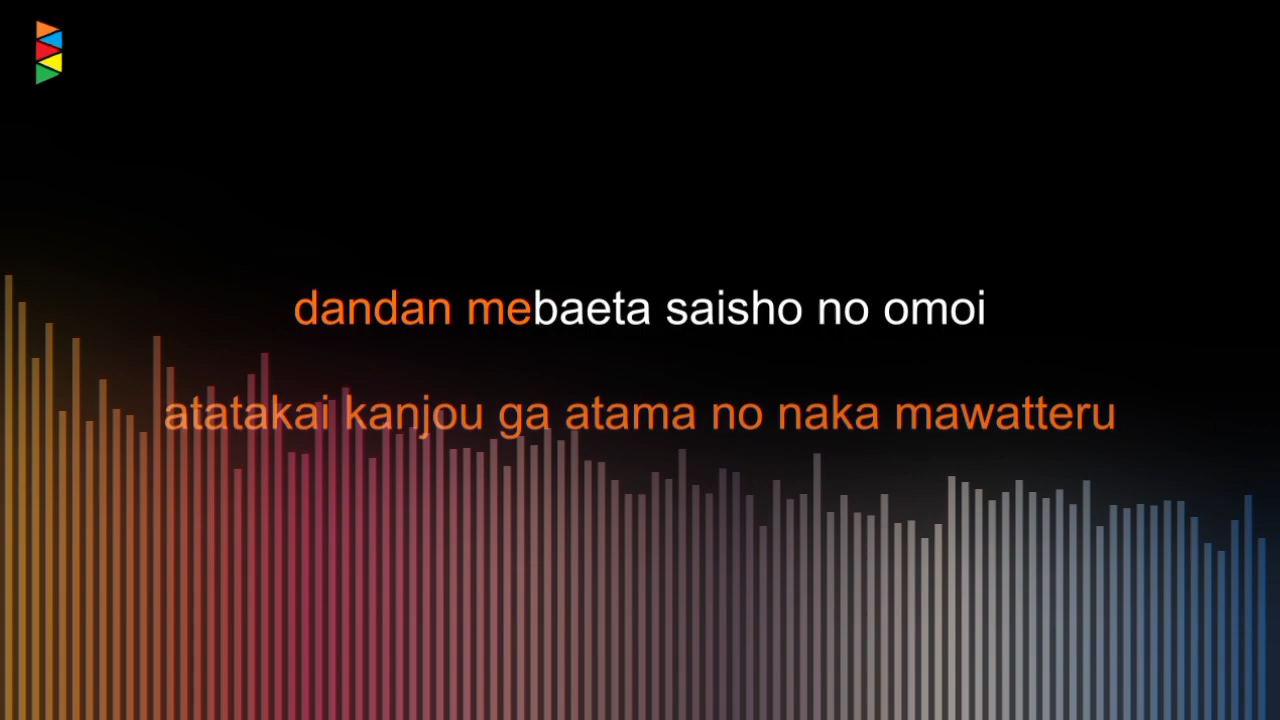 dandan mebaeta saisho no omoi
atatakai kanjou ga atama no naka mawatteru